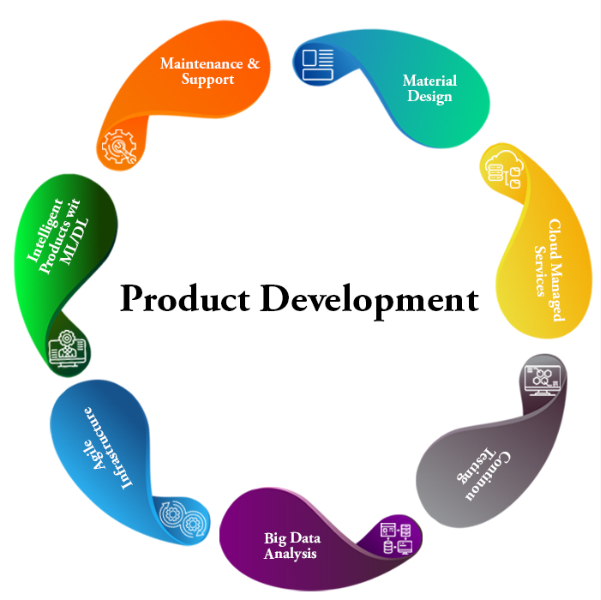 Maintenance &
Support
Material
Design
Cloud Managed
Services
Continou
Testing
Big Data
Analysis
Agile
Infrastructure
Intelligent
Products wit
ML/DL
Product Development